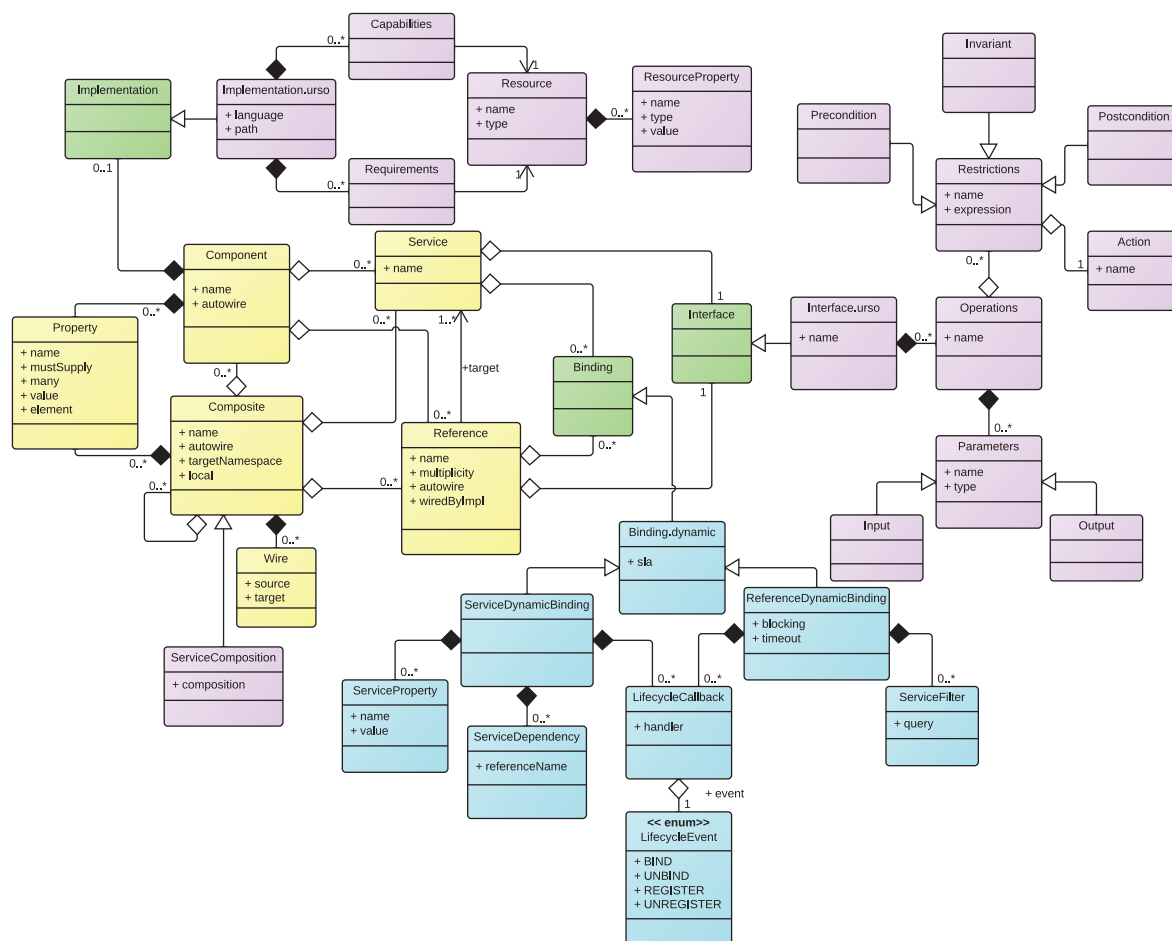 Capabilities
0..*
1
Implementation
Implementation.urso
+ language
+ path
Resource
+ name
+ type
ResourceProperty
+ name
+ type
+ value
0..*
Invariant
Precondition
Postcondition
0..1
0..*
Requirements
1
Restrictions
+ name
+ expression
Action
+ name
1
0..*
Component
+ name
+ autowire
0..*
Service
+ name
0..*
1..*
1
Interface
Interface.urso
+ name
0..*
Operations
+ name
0..*
Property
+ name
+ mustSupply
+ many
+ value
+ element
0..*
0..*
+target
0..*
Binding
0..*
1
Composite
+ name
+ autowire
+ targetNamespace
+ local
0..*
0..*
0..*
0..*
Reference
+ name
+ multiplicity
+ autowire
+ wiredByImpl
0..*
Parameters
+ name
+ type
Input
Output
0..*
Wire
+ source
+ target
Binding.dynamic
+ sla
ServiceDynamicBinding
ReferenceDynamicBinding
+ blocking
+ timeout
ServiceComposition
+ composition
0..*
ServiceProperty
+ name
+ value
0..*
ServiceDependency
+ referenceName
0..*
0..*
LifecycleCallback
+ handler
0..*
ServiceFilter
+ query
+ event
1
<< enum>>
LifecycleEvent
+ BIND
+ UNBIND
+ REGISTER
+ UNREGISTER